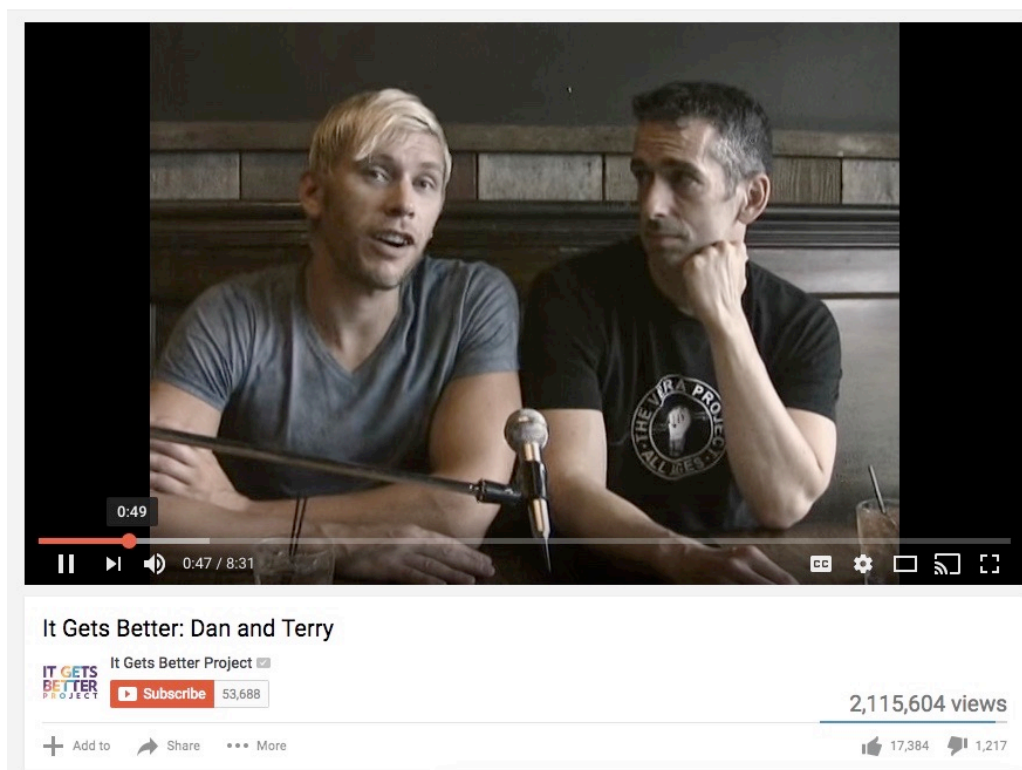 THE VERA PROJECT
ALL AGES
0:49
0:47 / 8:31
CC
It Gets Better: Dan and Terry
IT GETS
BETTER
PROJECT
It Gets Better Project
Subscribe 53,688
2,115,604 views
Add to Share More
17,384 1,217